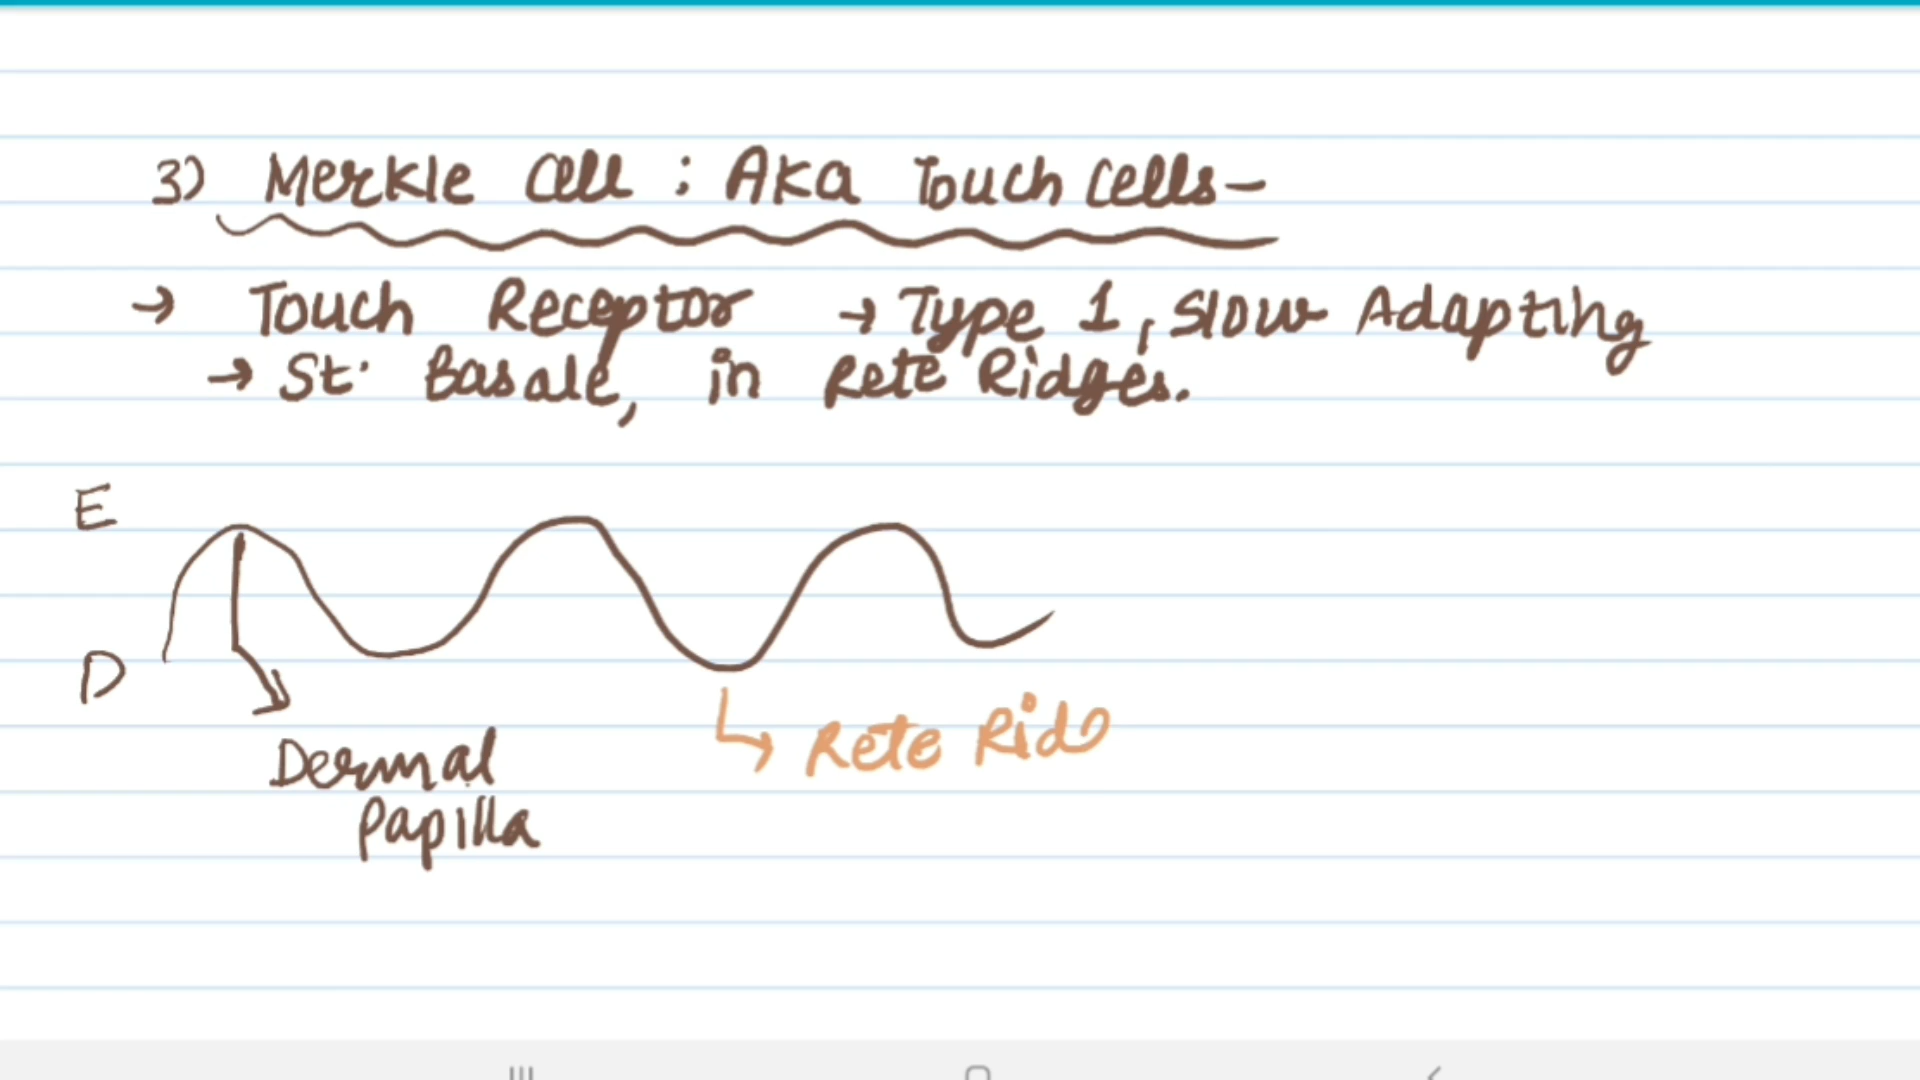 3) Merkle Cell : AKA Touch Cells-
→ Touch Receptor → Type 1, Slow Adapting
→ St. Basale, in Rete Ridges.
E
D
Dermal
Papilla
Rete Rid